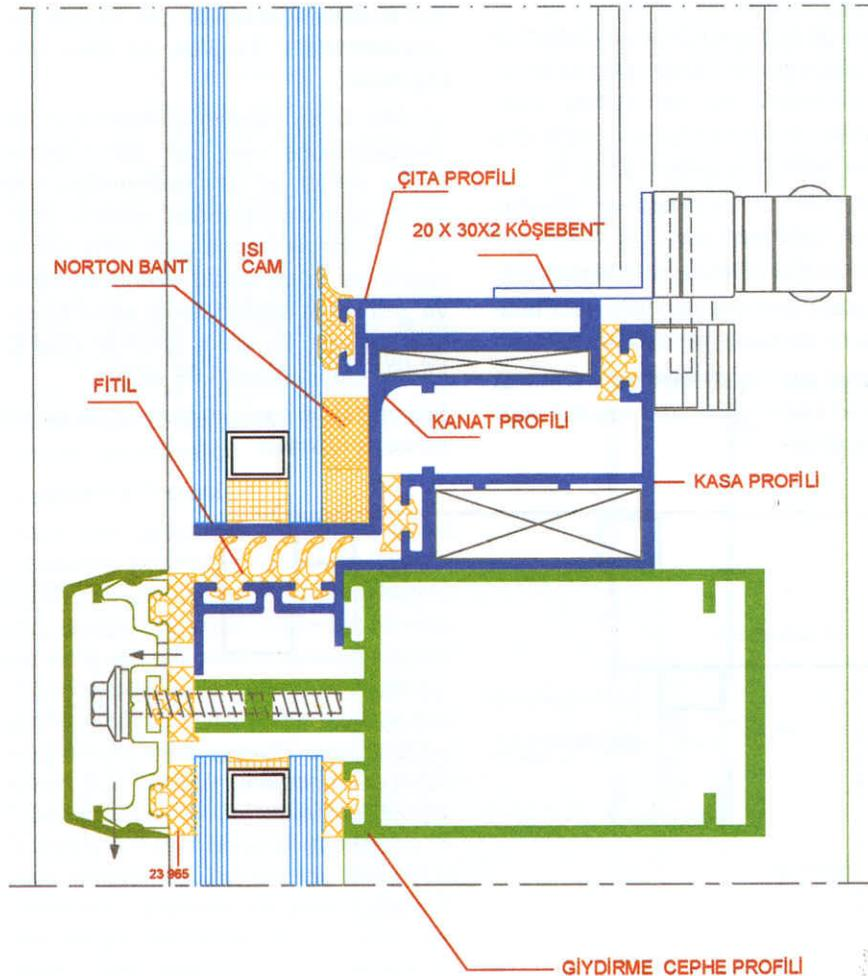 ÇITA PROFİLİ
20 X 30X2 KÖŞEBENT
ISI
CAM
NORTON BANT
FİTİL
KANAT PROFİLİ
KASA PROFİLİ
23 965
GİYDİRME CEPHE PROFİLİ